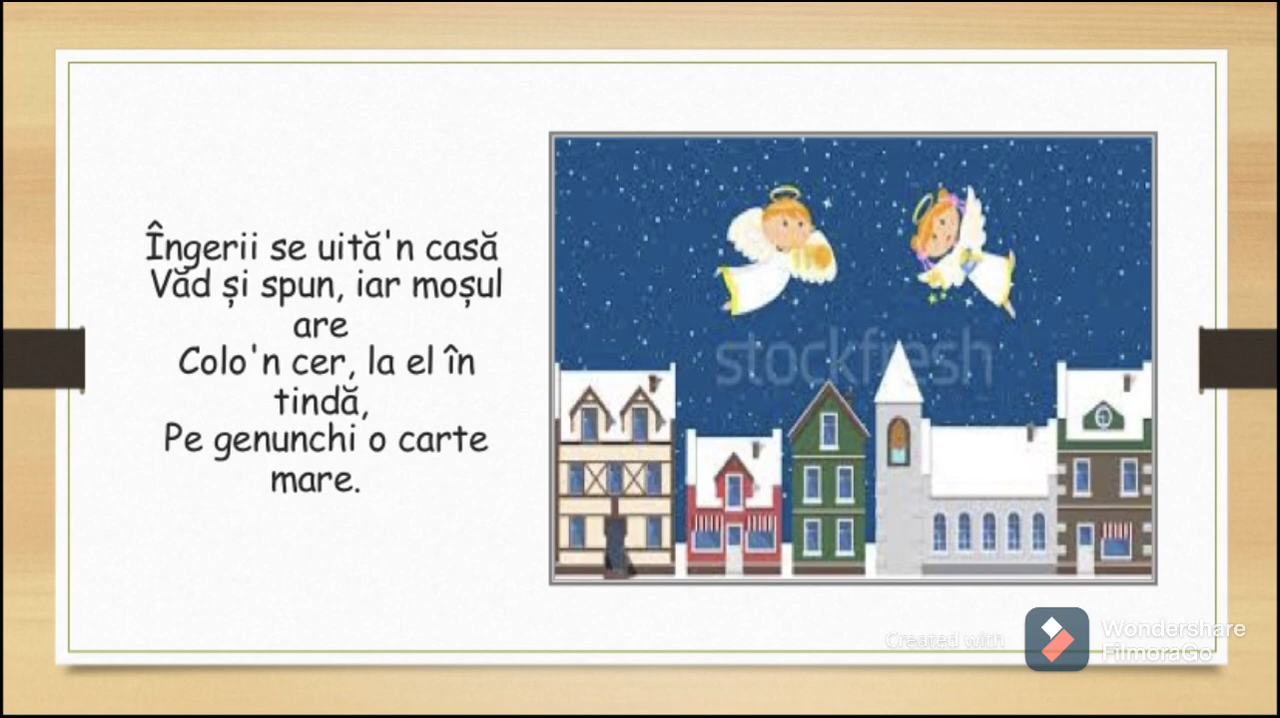 Îngerii se uită'n casă
Văd și spun, iar moșul
are
Colo'n cer, la el în
tindă,
Pe genunchi o carte
mare.
stockfresh
Created with
Wondershare
FilmoraGo